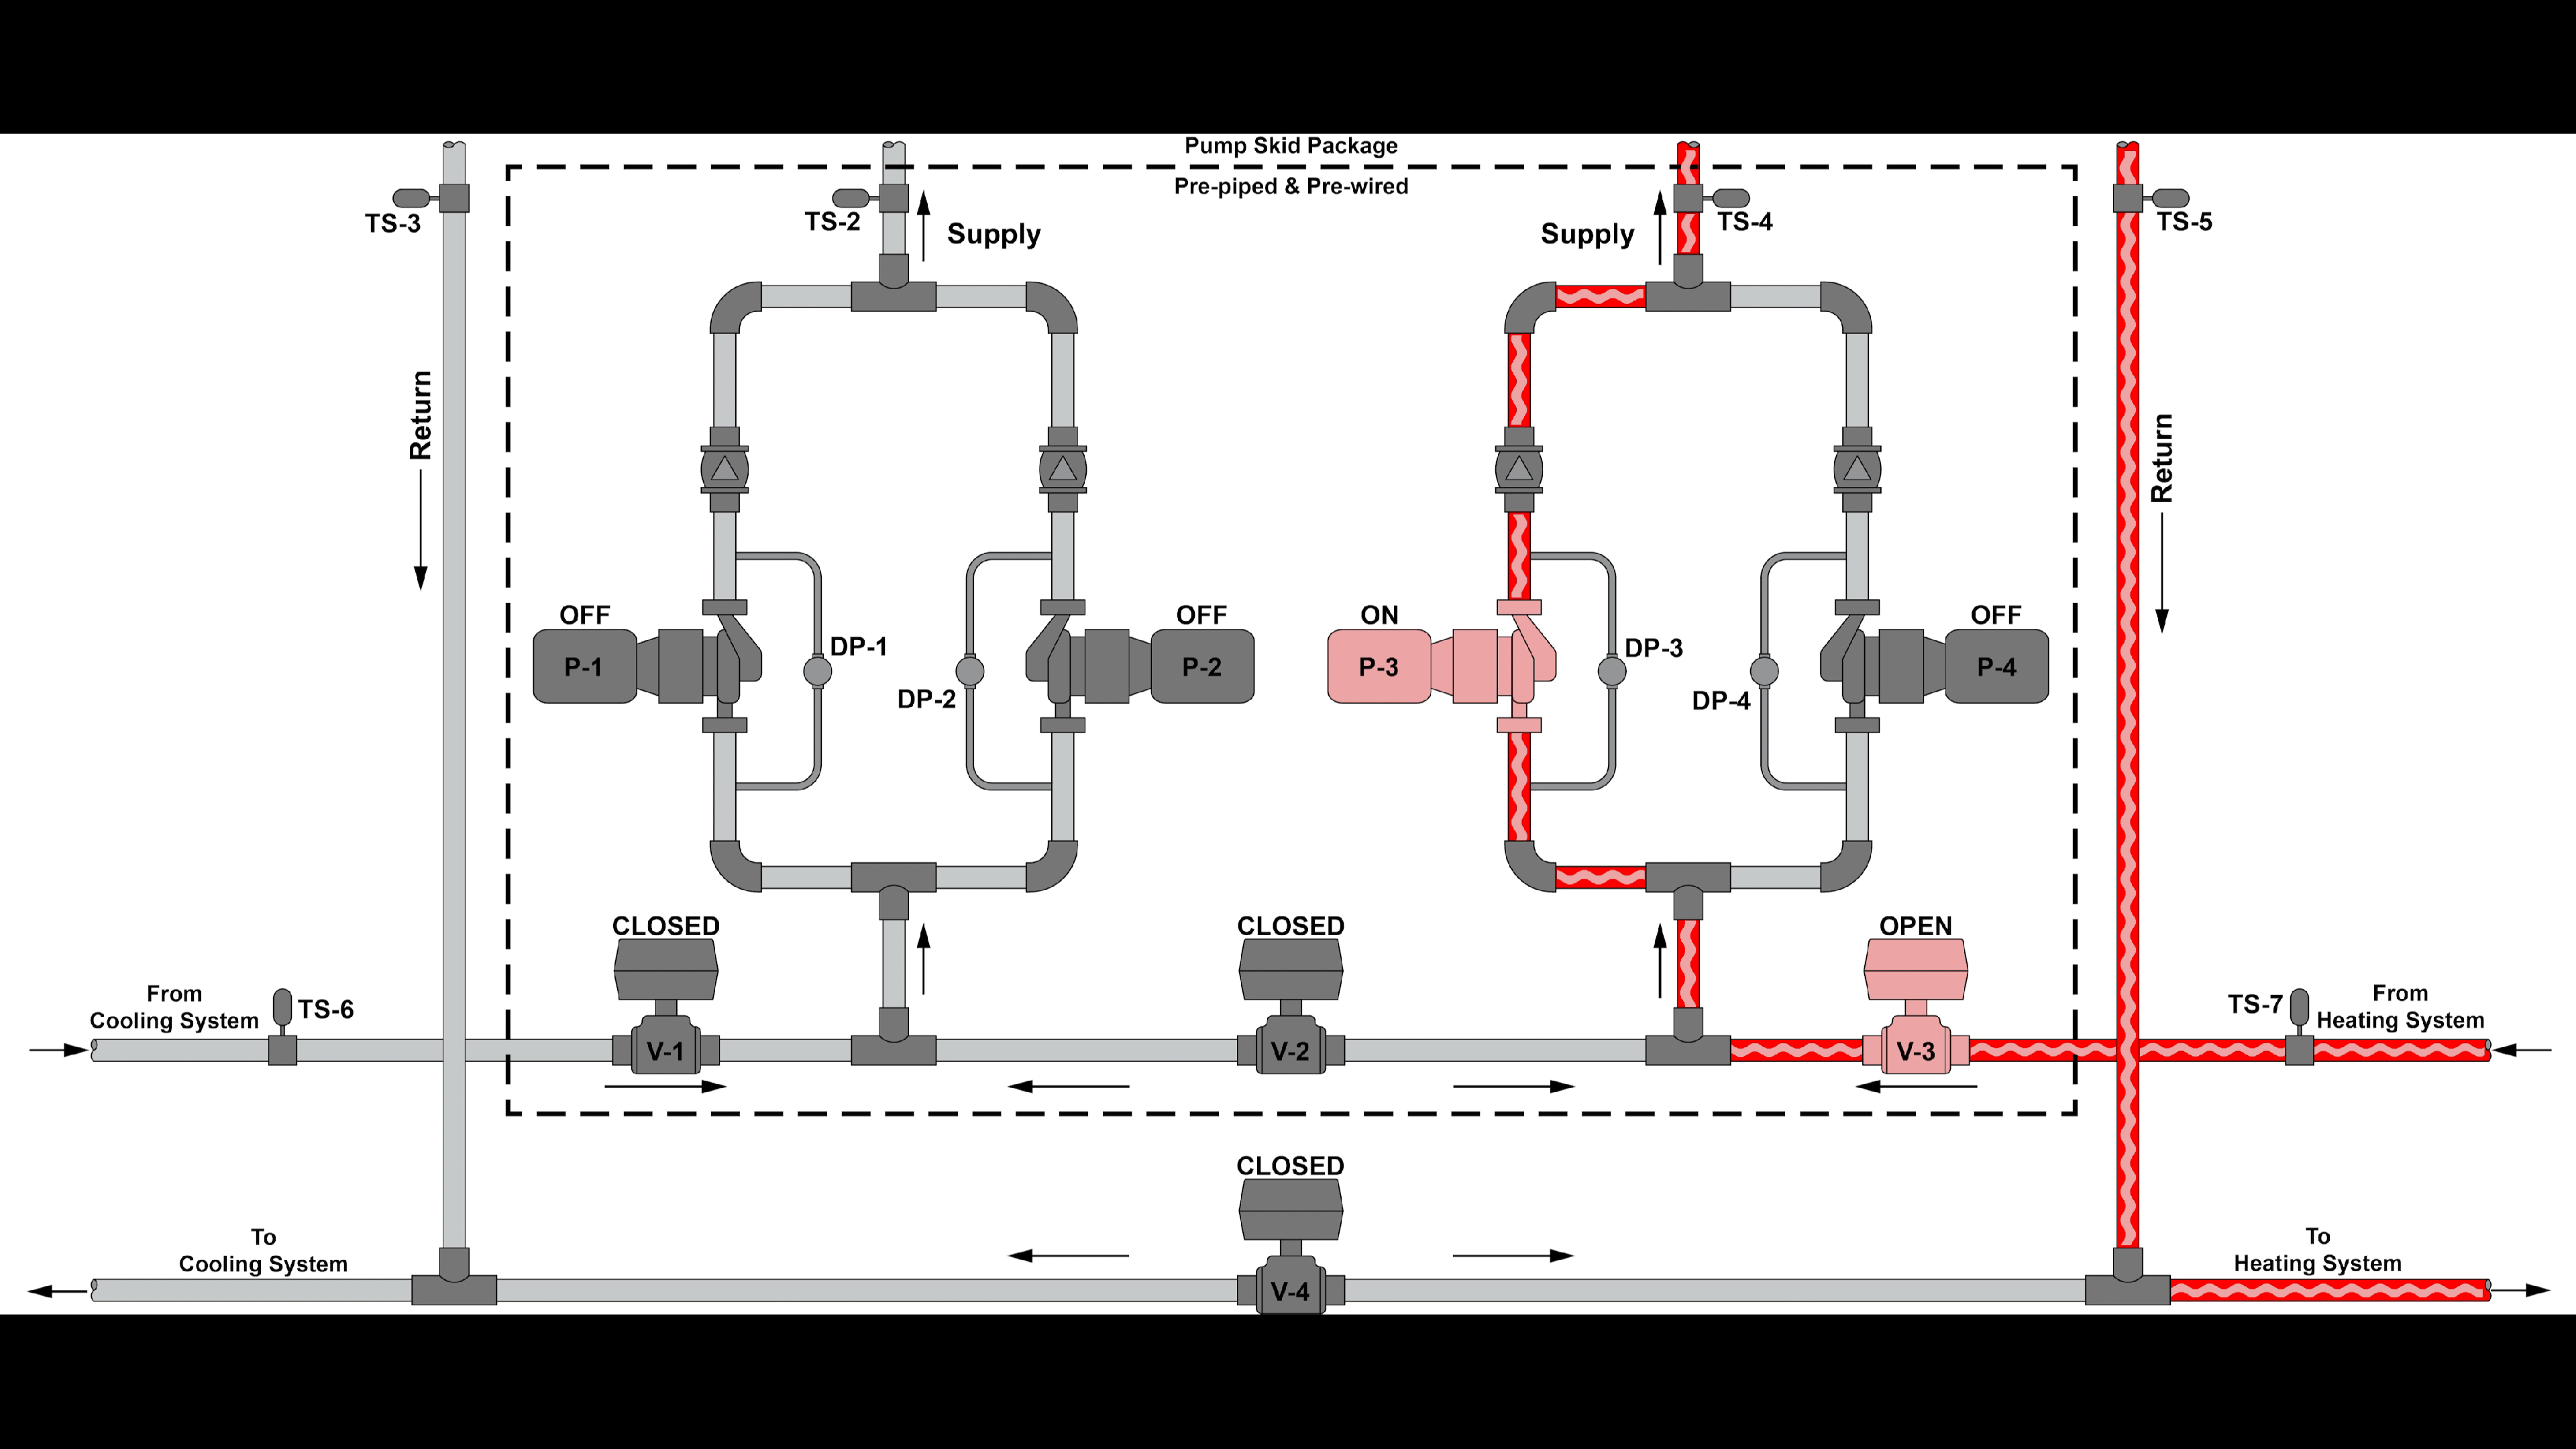 Pump Skid Package
Pre-piped & Pre-wired
TS-3
TS-2
Supply
Supply
TS-4
TS-5
Return
Return
OFF
P-1
DP-1
DP-2
OFF
P-2
ON
P-3
DP-3
DP-4
OFF
P-4
CLOSED
V-1
CLOSED
V-2
OPEN
V-3
From
Cooling System
TS-6
TS-7
From
Heating System
CLOSED
V-4
To
Cooling System
To
Heating System